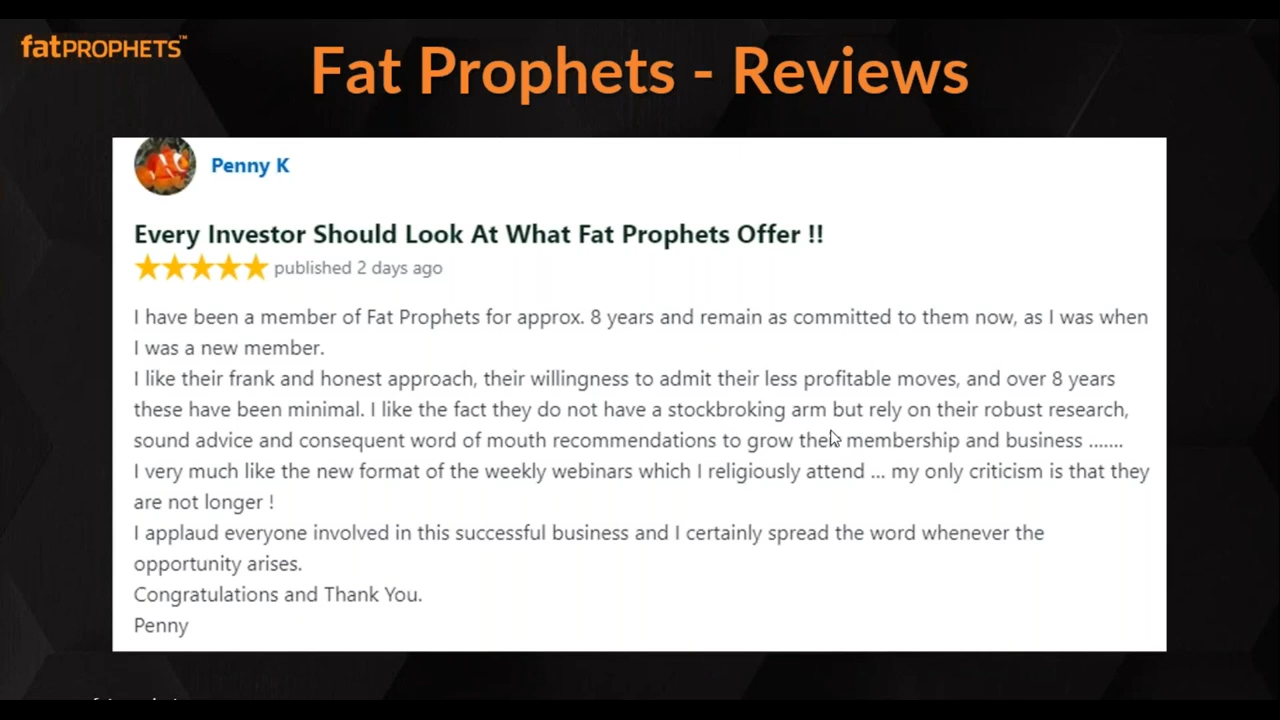 fatPROPHETS™
Fat Prophets - Reviews
Penny K
Every Investor Should Look At What Fat Prophets Offer !!
published 2 days ago
I have been a member of Fat Prophets for approx. 8 years and remain as committed to them now, as I was when
I was a new member.
I like their frank and honest approach, their willingness to admit their less profitable moves, and over 8 years
these have been minimal. I like the fact they do not have a stockbroking arm but rely on their robust research,
sound advice and consequent word of mouth recommendations to grow their membership and business .......
I very much like the new format of the weekly webinars which I religiously attend ... my only criticism is that they
are not longer !
I applaud everyone involved in this successful business and I certainly spread the word whenever the
opportunity arises.
Congratulations and Thank You.
Penny